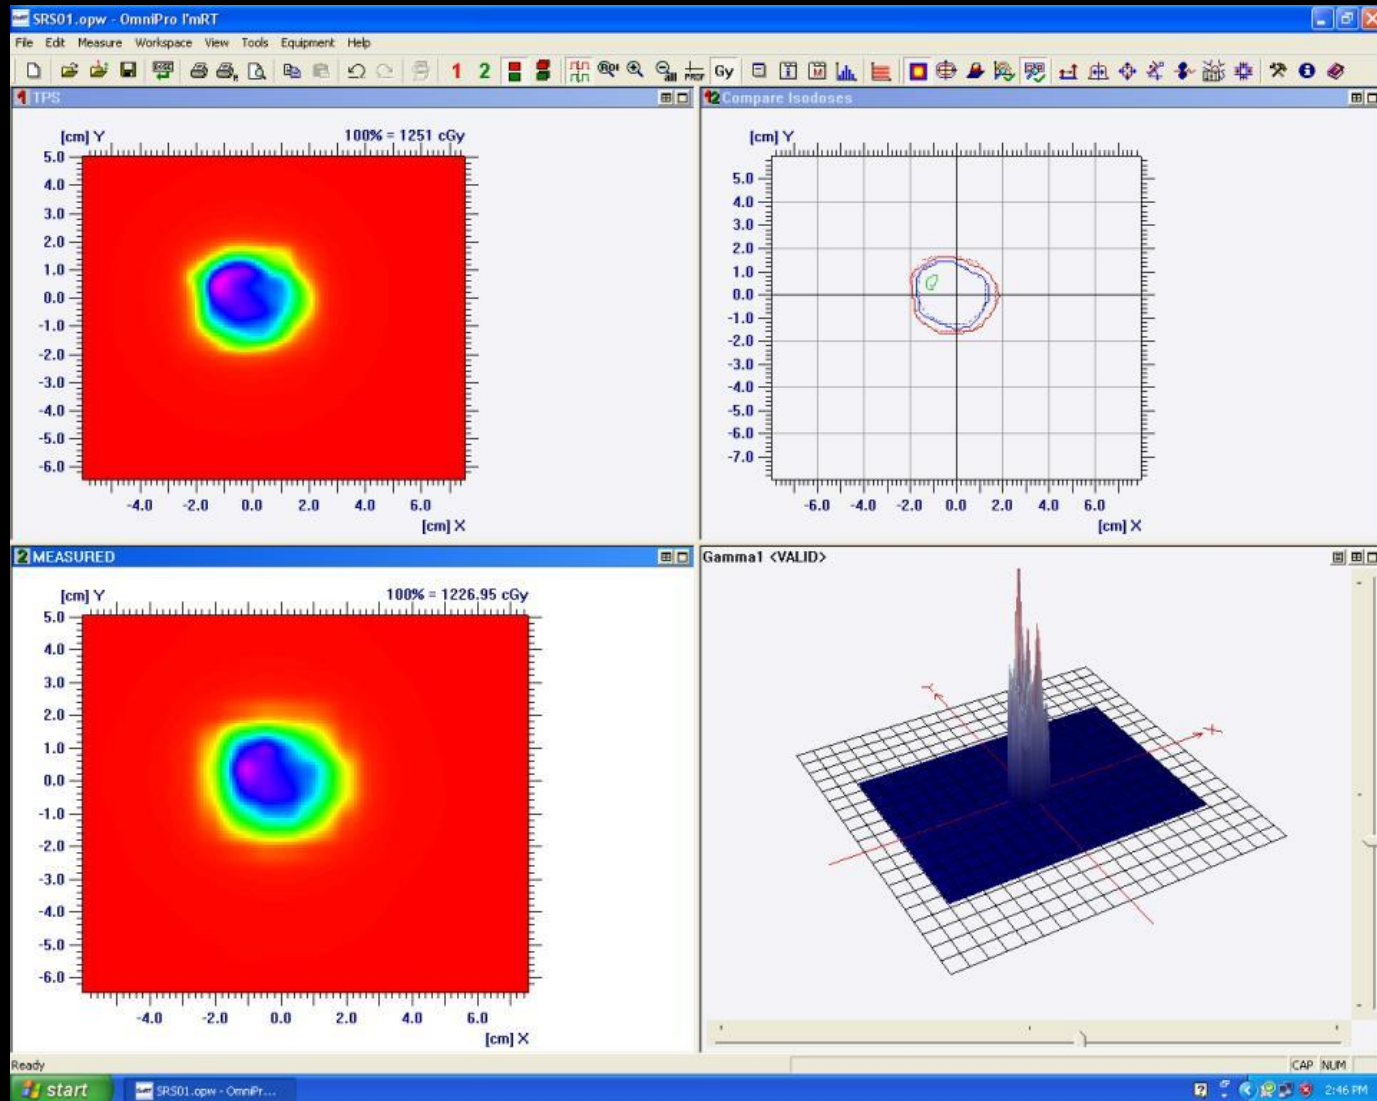 SRS01.opw - OmniPro I'mRT
File Edit Measure Workspace View Tools Equipment Help
1 2 ROI PROF Gy
1 TPS
[cm] Y 100% = 1251 cGy
5.0
4.0
3.0
2.0
1.0
0.0
-1.0
-2.0
-3.0
-4.0
-5.0
-6.0
-4.0 -2.0 0.0 2.0 4.0 6.0
[cm] X
12 Compare Isodoses
[cm] Y
5.0
4.0
3.0
2.0
1.0
0.0
-1.0
-2.0
-3.0
-4.0
-5.0
-6.0
-7.0
-6.0 -4.0 -2.0 0.0 2.0 4.0 6.0
[cm] X
2 MEASURED
[cm] Y 100% = 1226.95 cGy
5.0
4.0
3.0
2.0
1.0
0.0
-1.0
-2.0
-3.0
-4.0
-5.0
-6.0
-4.0 -2.0 0.0 2.0 4.0 6.0
[cm] X
Gamma1 <VALID>
Y
X
Ready CAP NUM
start SRS01.opw - OmniPr... 2:46 PM